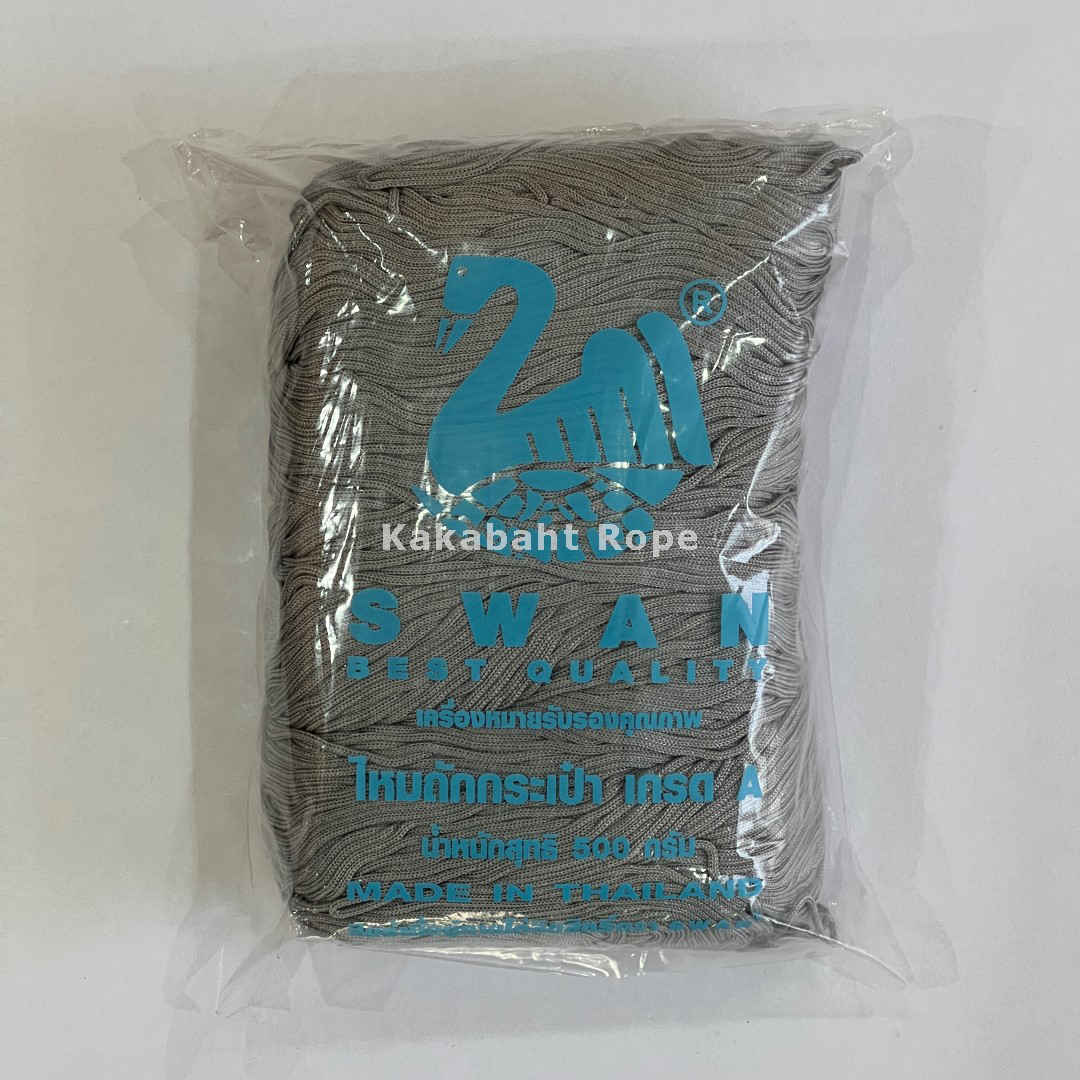 ®
Kakabaht Rope
SWAN
BEST QUALITY
เครื่องหมายรับรองคุณภาพ
ไหมถักกระเป๋า เกรด A
น้ำหนักสุทธิ 500 กรัม
MADE IN THAILAND